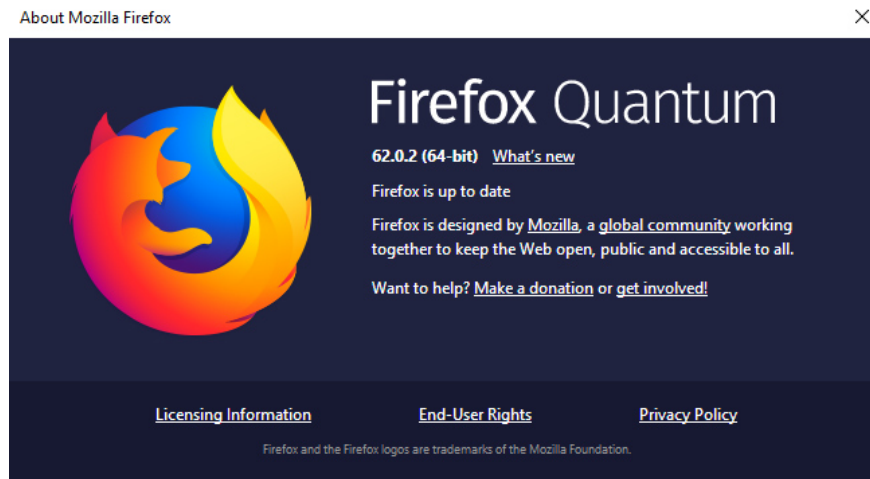 About Mozilla Firefox
Firefox Quantum
62.0.2 (64-bit) What's new
Firefox is up to date
Firefox is designed by Mozilla, a global community working
together to keep the Web open, public and accessible to all.
Want to help? Make a donation or get involved!
Licensing Information End-User Rights Privacy Policy
Firefox and the Firefox logos are trademarks of the Mozilla Foundation.